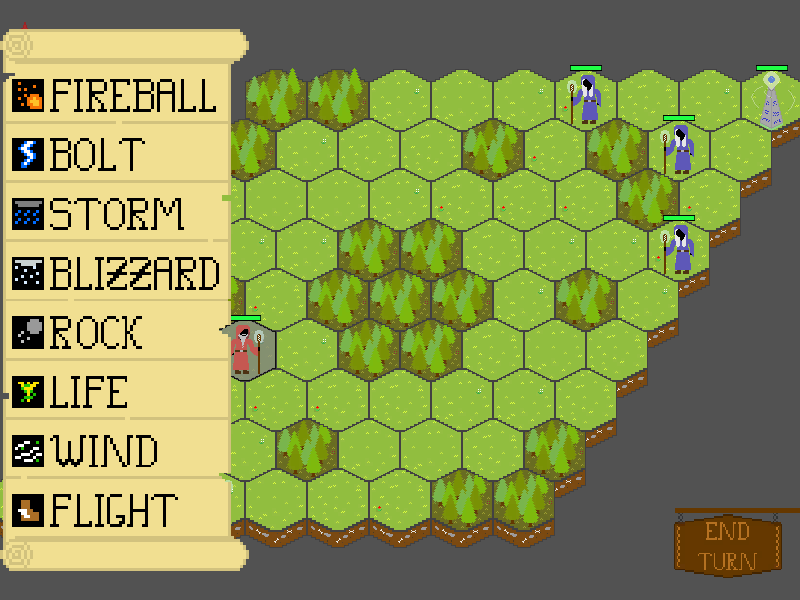 FIREBALL
BOLT
STORM
BLIZZARD
ROCK
LIFE
WIND
FLIGHT
END
TURN